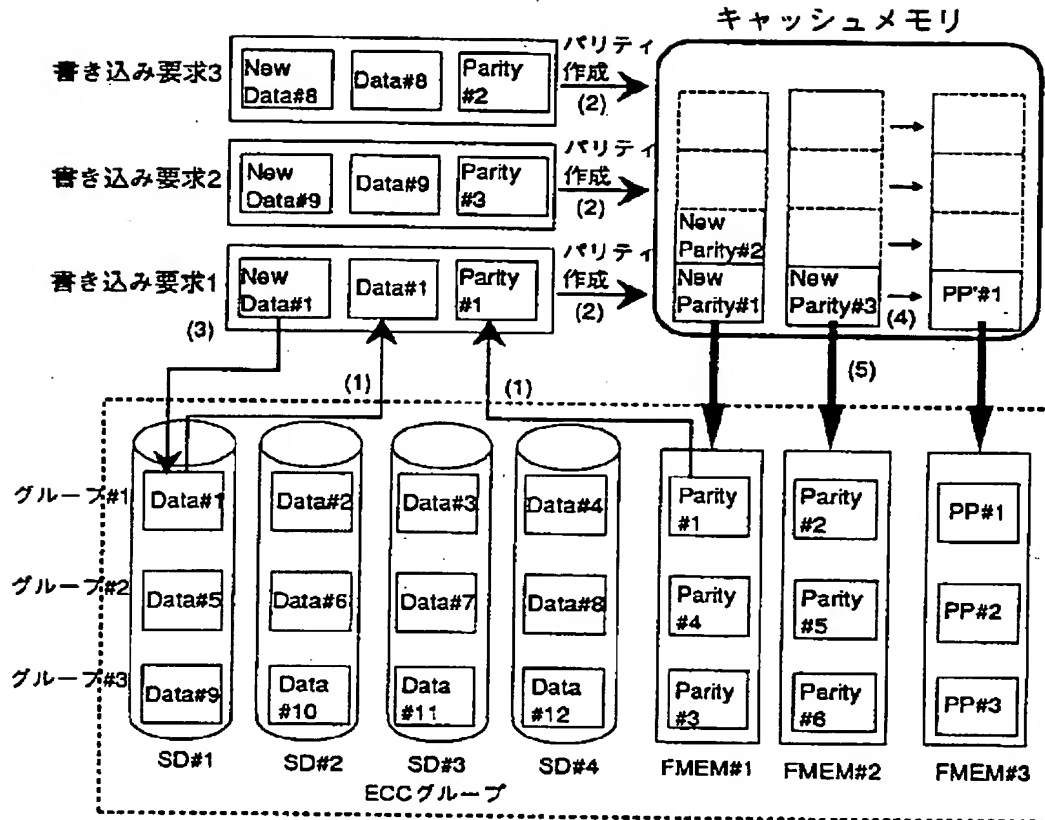 キャッシュメモリ
書き込み要求3
New
Data#8
Data#8
Parity
#2
パリティ
作成
(2)
書き込み要求2
New
Data#9
Data#9
Parity
#3
パリティ
作成
(2)
書き込み要求1
New
Data#1
Data#1
Parity
#1
パリティ
作成
(2)
New
Parity#2
New
Parity#1
New
Parity#3
(4)
PP'#1
(3)
(1)
(1)
(5)
グループ#1
Data#1
Data#2
Data#3
Data#4
Parity
#1
Parity
#2
PP#1
グループ#2
Data#5
Data#6
Data#7
Data#8
Parity
#4
Parity
#5
PP#2
グループ#3
Data#9
Data
#10
Data
#11
Data
#12
Parity
#3
Parity
#6
PP#3
SD#1
SD#2
SD#3
SD#4
FMEM#1
FMEM#2
FMEM#3
ECCグループ